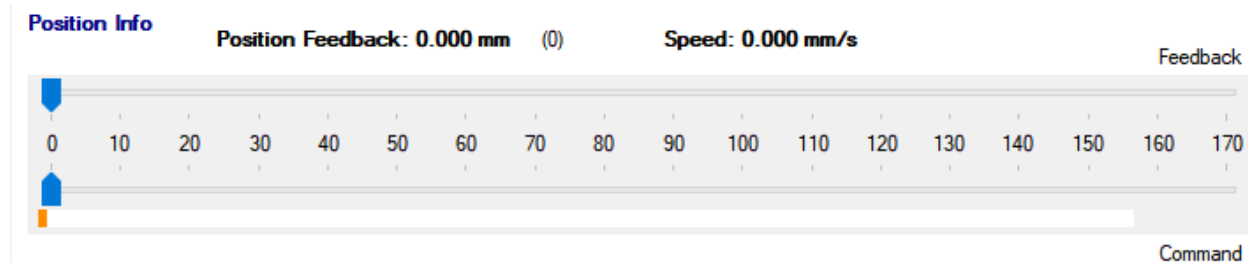 Position Info
Position Feedback: 0.000 mm (0) Speed: 0.000 mm/s
Feedback
0 10 20 30 40 50 60 70 80 90 100 110 120 130 140 150 160 170
Command